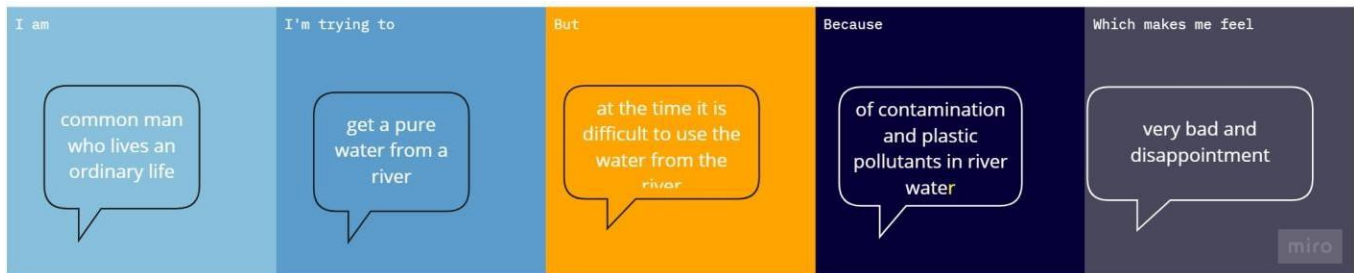 I am
common man
who lives an
ordinary life
I'm trying to
get a pure
water from a
river
But
at the time it is
difficult to use the
water from the
river
Because
of contamination
and plastic
pollutants in river
water
Which makes me feel
very bad and
disappointment
miro